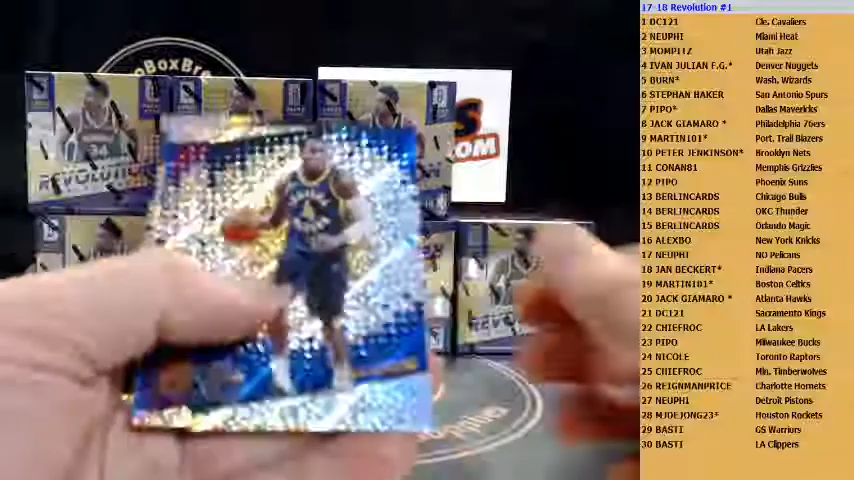 17-18 Revolution #1
1 DC121 Cle. Cavaliers
2 NEUPHI Miami Heat
3 MOMPLTZ Utah Jazz
4 IVAN JULIAN F.G.* Denver Nuggets
5 BURN* Wash. Wizards
6 STEPHAN HAKER San Antonio Spurs
7 PIPO* Dallas Mavericks
8 JACK GIAMARO * Philadelphia 76ers
9 MARTIN101* Port. Trail Blazers
10 PETER JENKINSON* Brooklyn Nets
11 CONAN81 Memphis Grizzlies
12 PIPO Phoenix Suns
13 BERLINCARDS Chicago Bulls
14 BERLINCARDS OKC Thunder
15 BERLINCARDS Orlando Magic
16 ALEXBO New York Knicks
17 NEUPHI NO Pelicans
18 JAN BECKERT* Indiana Pacers
19 MARTIN101* Boston Celtics
20 JACK GIAMARO * Atlanta Hawks
21 DC121 Sacramento Kings
22 CHIEFROC LA Lakers
23 PIPO Milwaukee Bucks
24 NICOLE Toronto Raptors
25 CHIEFROC Min. Timberwolves
26 REIGNMANPRICE Charlotte Hornets
27 NEUPHI Detroit Pistons
28 MJDEJONG23* Houston Rockets
29 BASTI GS Warriors
30 BASTI LA Clippers
34